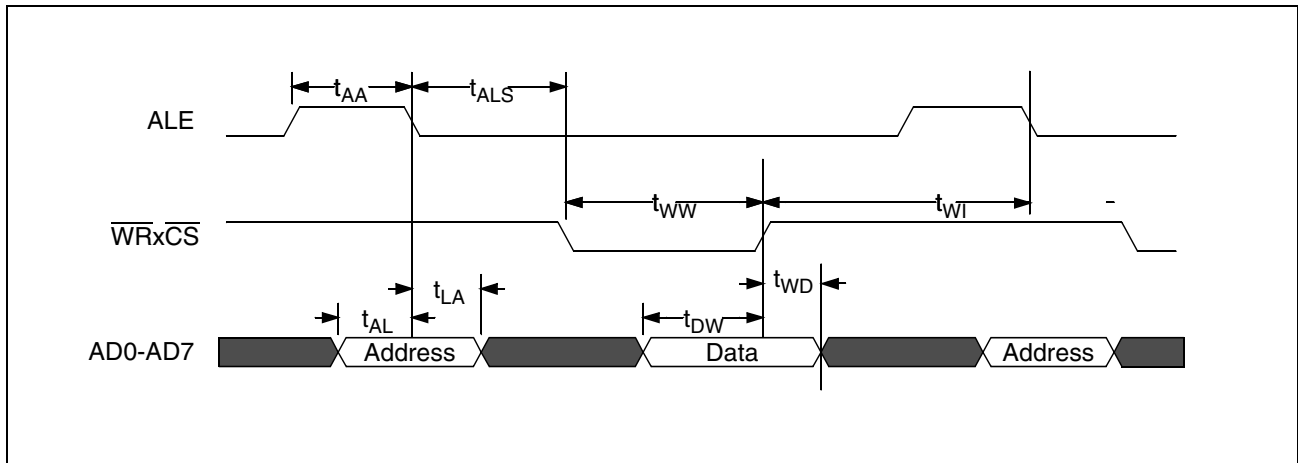 tAA tALS
ALE
tWW tWI
WRxCS
tLA tWD
tAL tDW
AD0-AD7 Address Data Address